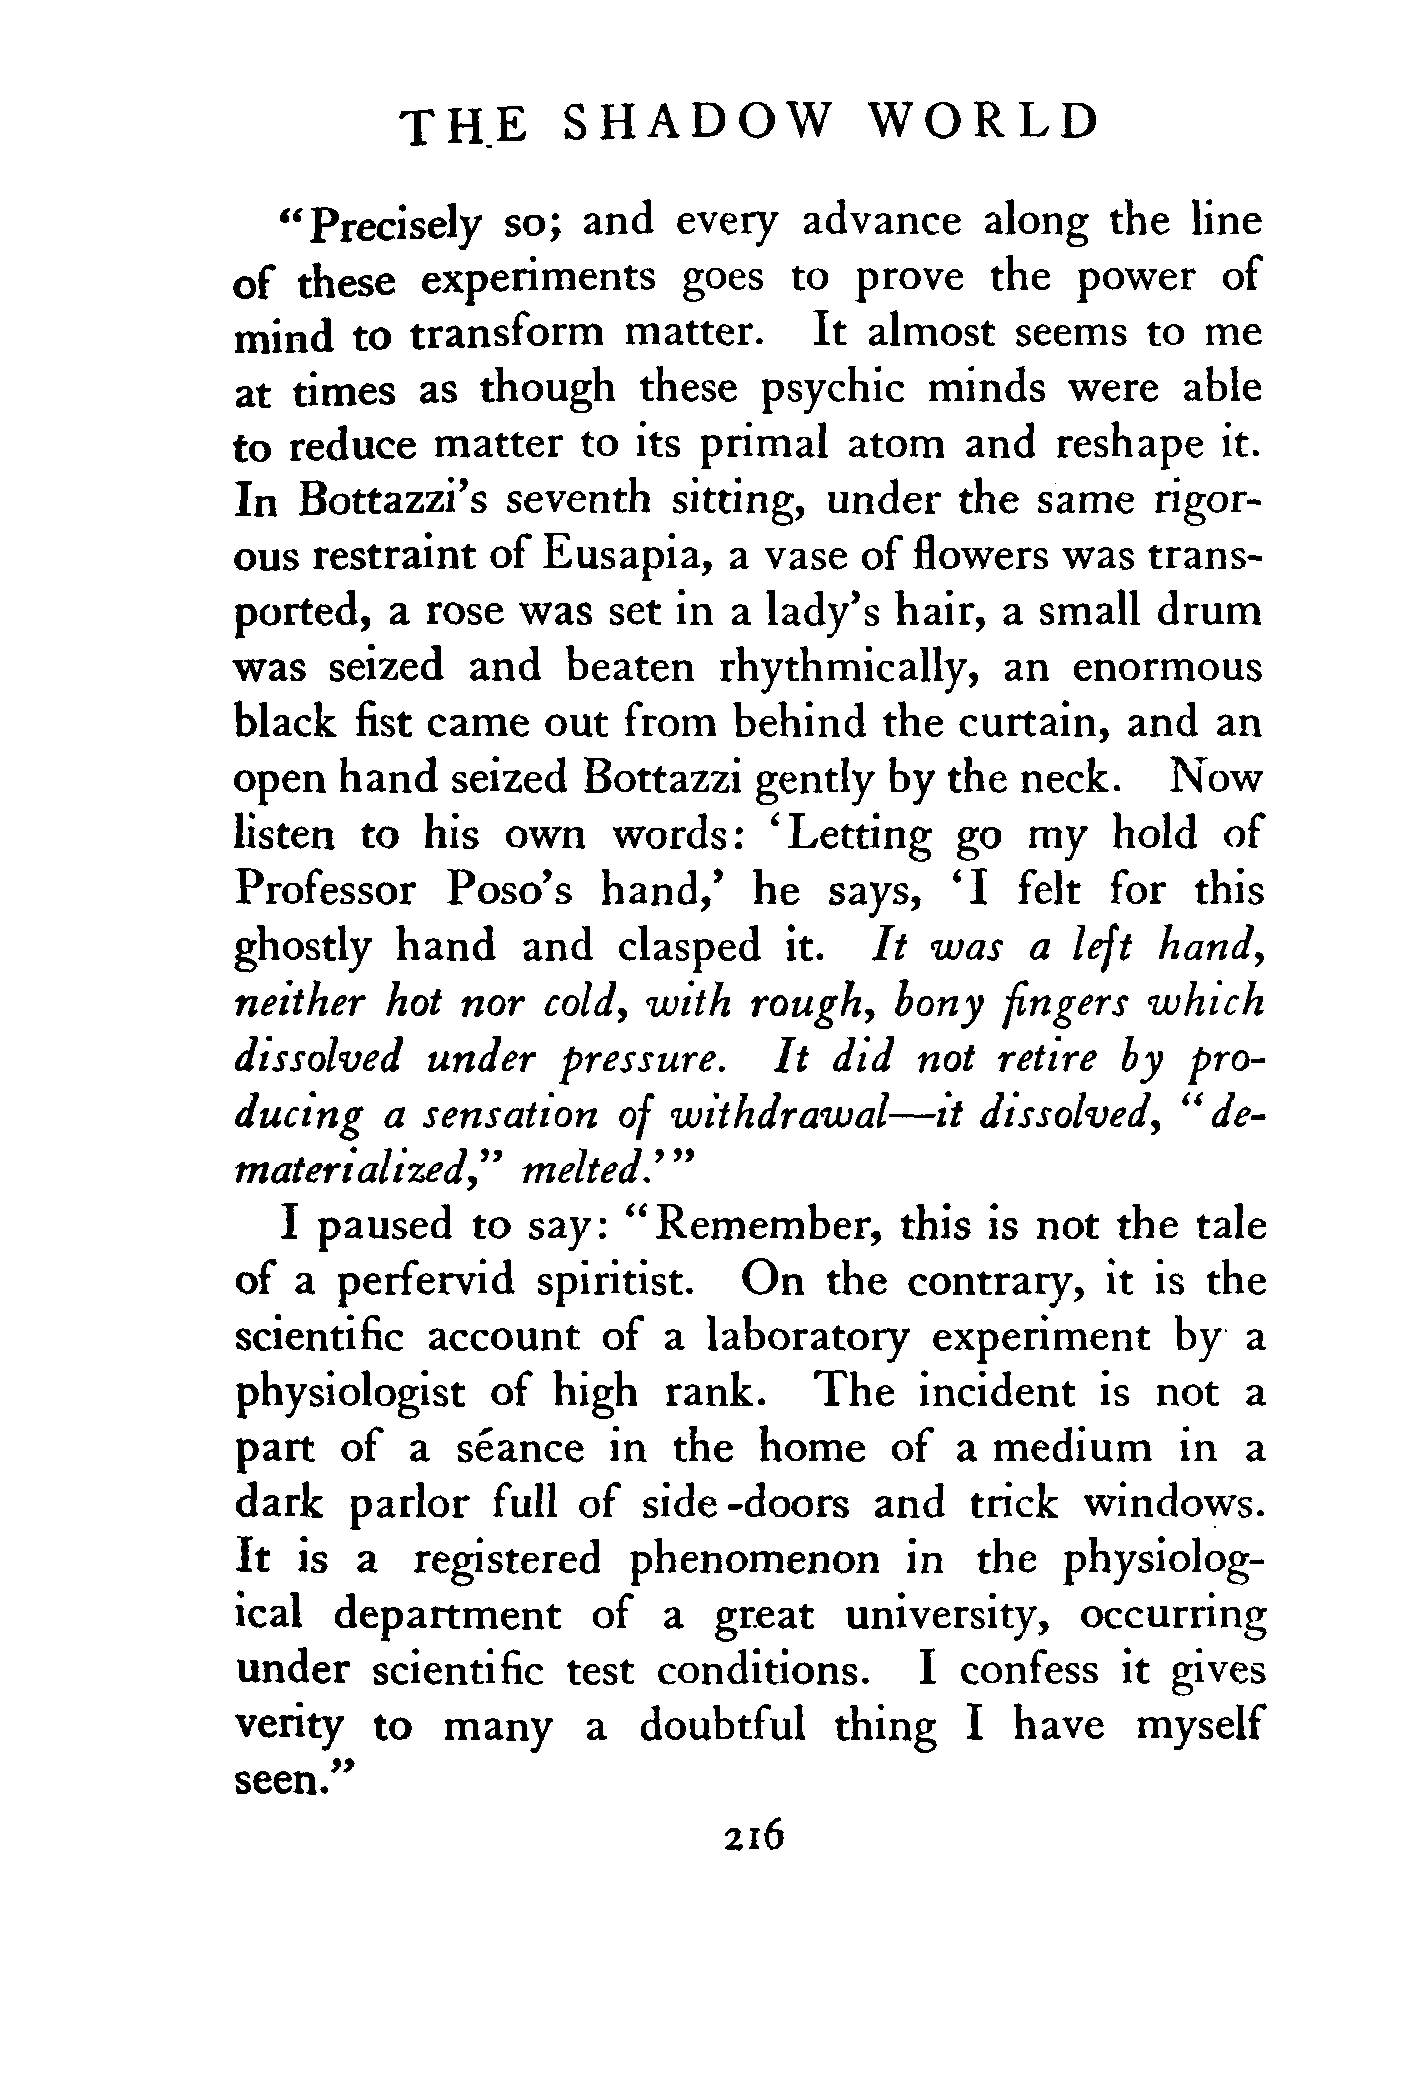 THE SHADOW WORLD
"Precisely so; and every advance along the line
of these experiments goes to prove the power of
mind to transform matter. It almost seems to me
at times as though these psychic minds were able
to reduce matter to its primal atom and reshape it.
In Bottazzi's seventh sitting, under the same rigor-
ous restraint of Eusapia, a vase of flowers was trans-
ported, a rose was set in a lady's hair, a small drum
was seized and beaten rhythmically, an enormous
black fist came out from behind the curtain, and an
open hand seized Bottazzi gently by the neck. Now
listen to his own words: 'Letting go my hold of
Professor Poso's hand,' he says, 'I felt for this
ghostly hand and clasped it. It was a left hand,
neither hot nor cold, with rough, bony fingers which
dissolved under pressure. It did not retire by pro-
ducing a sensation of withdrawal—it dissolved, "de-
materialized," melted.'"
I paused to say: "Remember, this is not the tale
of a perfervid spiritist. On the contrary, it is the
scientific account of a laboratory experiment by a
physiologist of high rank. The incident is not a
part of a séance in the home of a medium in a
dark parlor full of side-doors and trick windows.
It is a registered phenomenon in the physiolog-
ical department of a great university, occurring
under scientific test conditions. I confess it gives
verity to many a doubtful thing I have myself
seen."
216